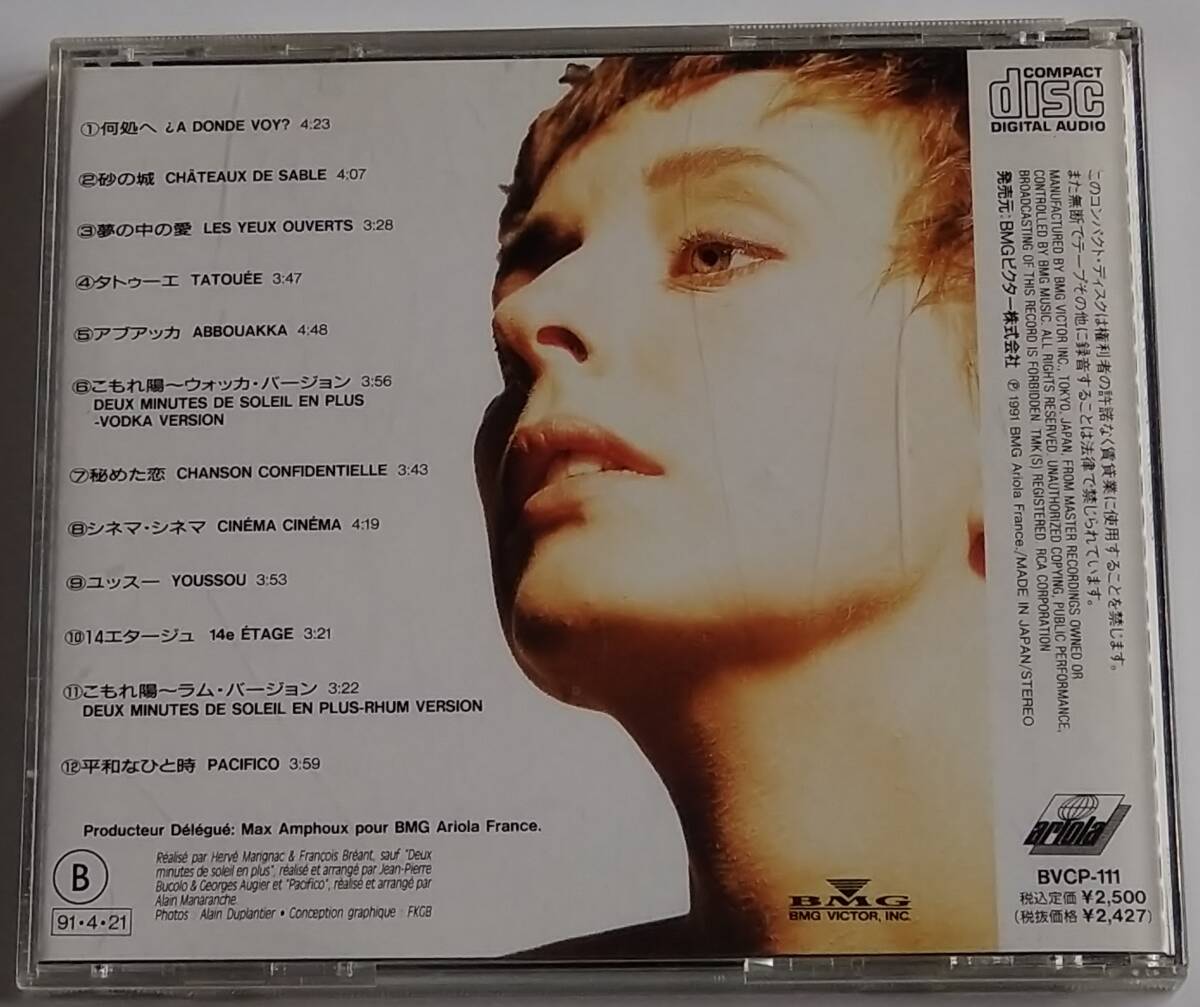 ①何処へ ¿A DONDE VOY? 4:23
②砂の城 CHÂTEAUX DE SABLE 4:07
③夢の中の愛 LES YEUX OUVERTS 3:28
④タトゥーエ TATOUÉE 3:47
⑤アブアッカ ABBOUAKKA 4:48
⑥こもれ陽〜ウォッカ・バージョン 3:56
DEUX MINUTES DE SOLEIL EN PLUS
-VODKA VERSION
⑦秘めた恋 CHANSON CONFIDENTIELLE 3:43
⑧シネマ・シネマ CINÉMA CINÉMA 4:19
⑨ユッスー YOUSSOU 3:53
⑩14エタージュ 14e ÉTAGE 3:21
⑪こもれ陽〜ラム・バージョン 3:22
DEUX MINUTES DE SOLEIL EN PLUS-RHUM VERSION
⑫平和なひと時 PACIFICO 3:59
Producteur Délégué: Max Amphoux pour BMG Ariola France.
Réalisé par Hervé Marignac & François Bréant, sauf "Deux
minutes de soleil en plus", réalisé et arrangé par Jean-Pierre
Bucolo & Georges Augier et "Pacifico", réalisé et arrangé par
Alain Manaranche.
Photos : Alain Duplantier • Conception graphique : FKGB
B
91・4・21
BMG
BMG VICTOR, INC.
COMPACT
disc
DIGITAL AUDIO
このコンパクト・ディスクは権利者の許諾なく賃貸業に使用することを禁じます。
また無断でテープその他に録音することは法律で禁じられています。
MANUFACTURED BY BMG VICTOR INC., TOKYO, JAPAN, FROM MASTER RECORDINGS OWNED OR
CONTROLLED BY BMG MUSIC. ALL RIGHTS RESERVED. UNAUTHORIZED COPYING, PUBLIC PERFORMANCE,
BROADCASTING OF THIS RECORD IS FORBIDDEN. TMK(S) REGISTERED RCA CORPORATION
発売元:BMGビクター株式会社 ℗ 1991 BMG Ariola France./MADE IN JAPAN/STEREO
ariola
BVCP-111
税込定価 ¥2,500
(税抜価格 ¥2,427)